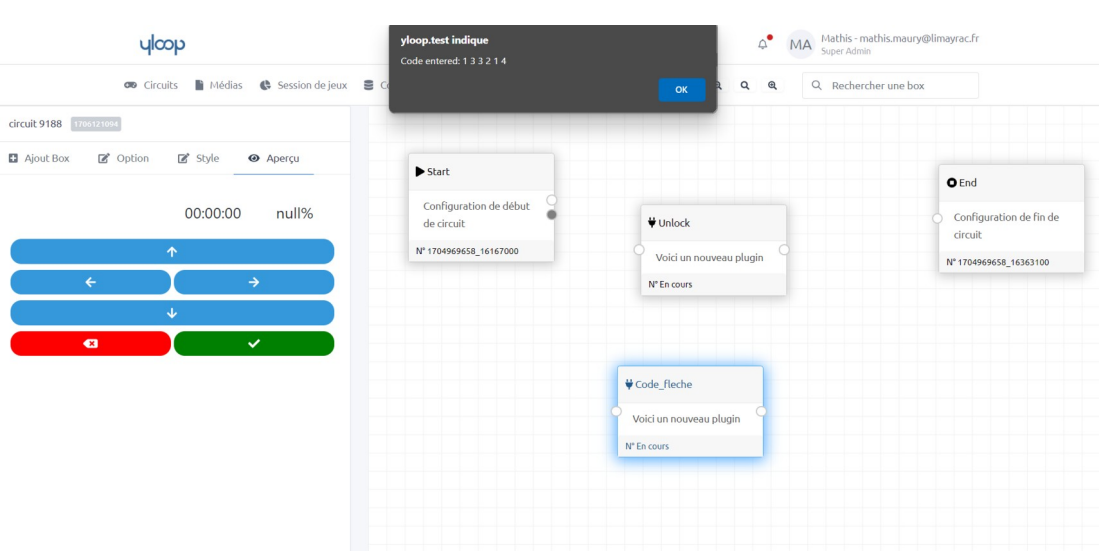 yloop
yloop.test indique
Code entered: 1 3 3 2 1 4
OK
MA
Mathis - mathis.maury@limayrac.fr
Super Admin
Circuits
Médias
Session de jeux
Rechercher une box
circuit 9188
1706121004
Ajout Box
Option
Style
Aperçu
00:00:00
null%
Start
Configuration de début
de circuit
N° 1704969658_16167000
Unlock
Voici un nouveau plugin
N° En cours
End
Configuration de fin de
circuit
N° 1704969658_16363100
Code_fleche
Voici un nouveau plugin
N° En cours